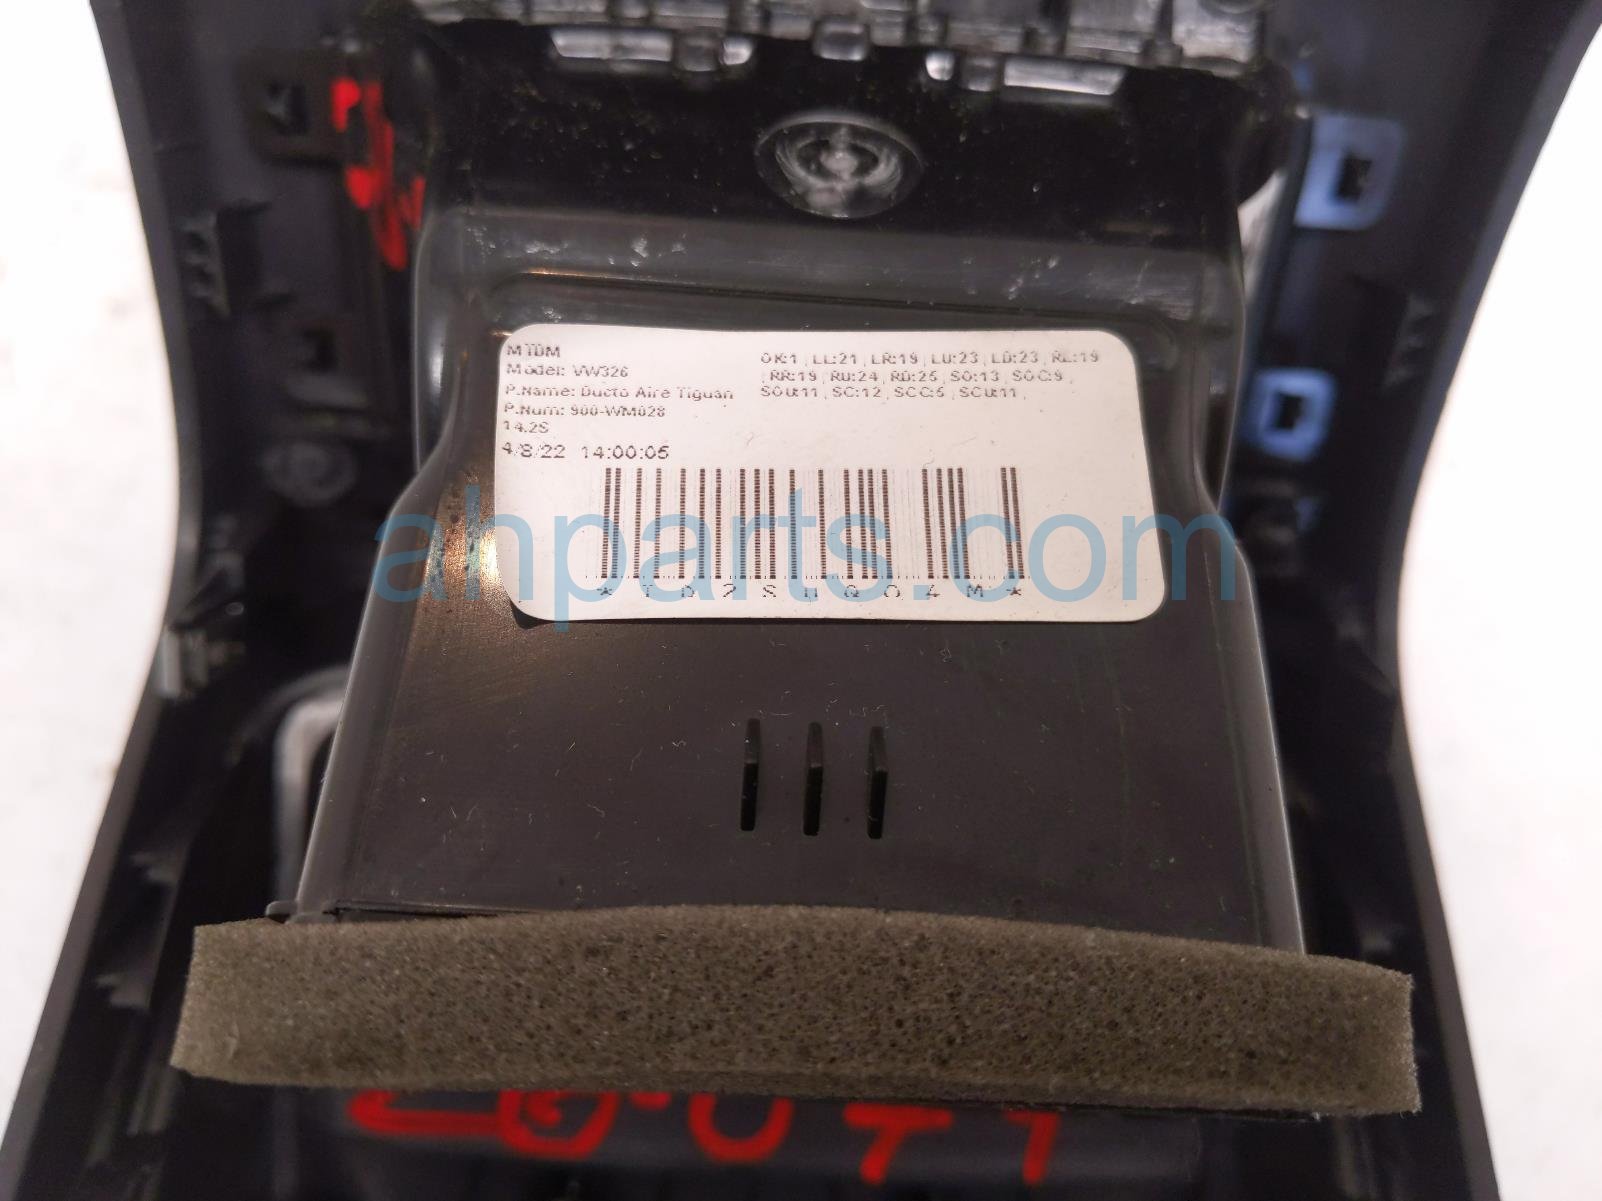 MTDM
Model: VW326
P.Name: Ducto Aire Tiguan
P.Num: 900-WM028
14.2S
4/8/22 14:00:05
OK:1 , LL:21 , LR:19 , LU:23 , LD:23 , RL:19
, RR:19 , RU:24 , RD:25 , SO:13 , SOC:9 ,
SOU:11 , SC:12 , SCC:5 , SCU:11 ,
ahparts.com